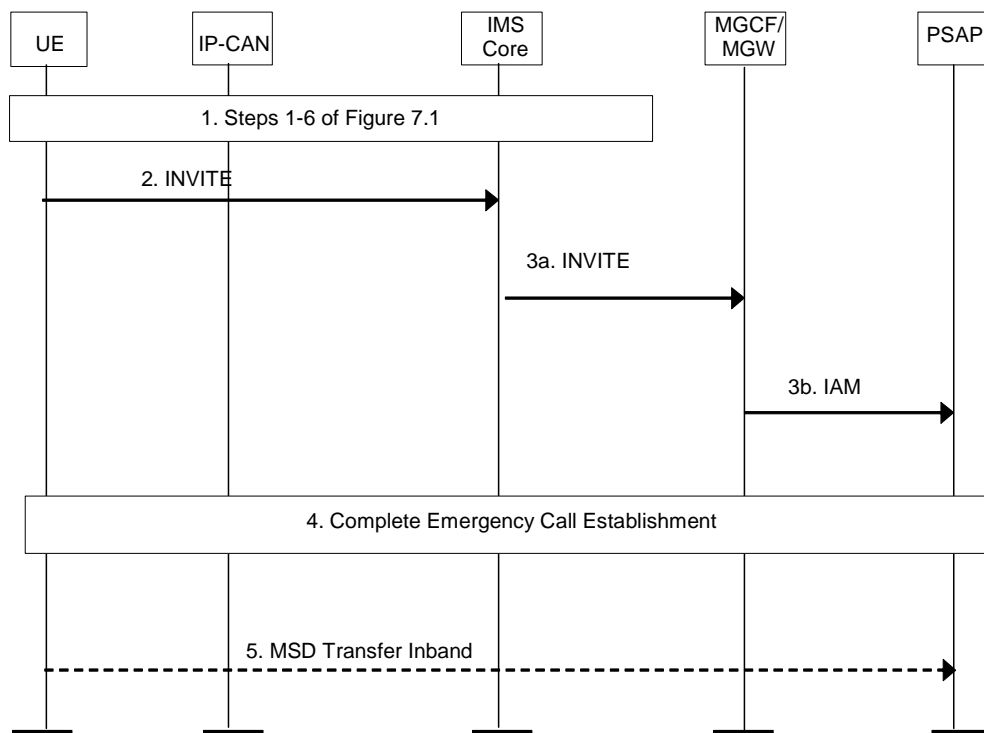 UE
IP-CAN
IMS
Core
MGCF/
MGW
PSAP
1. Steps 1-6 of Figure 7.1
2. INVITE
3a. INVITE
3b. IAM
4. Complete Emergency Call Establishment
5. MSD Transfer Inband